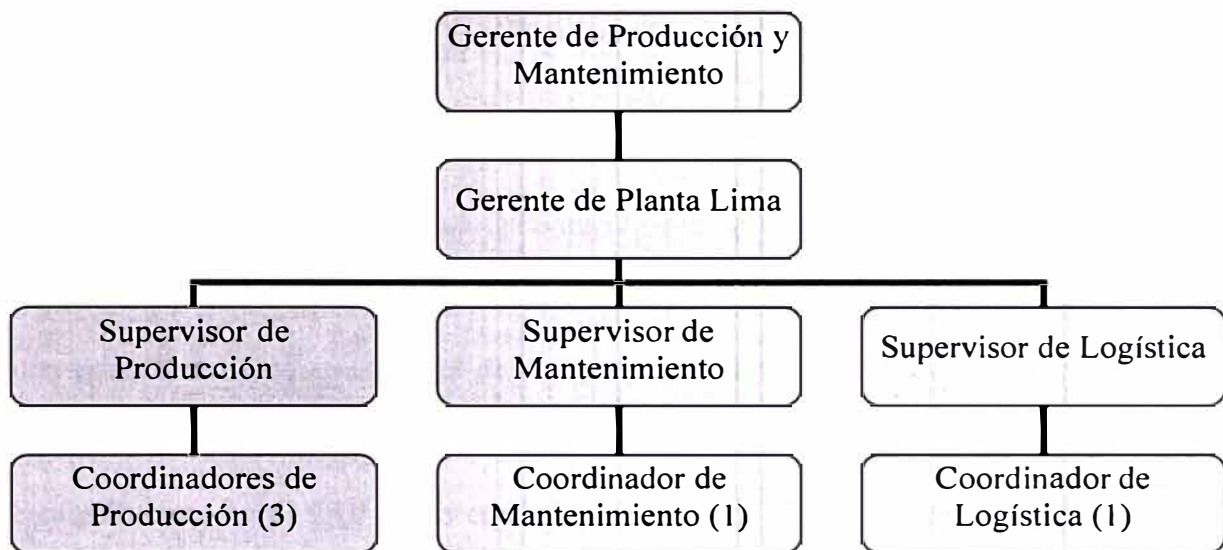 Gerente de Producción y
Mantenimiento
Gerente de Planta Lima
Supervisor de
Producción
Supervisor de
Mantenimiento
Supervisor de Logística
Coordinadores de
Producción (3)
Coordinador de
Mantenimiento (1)
Coordinador de
Logística (1)